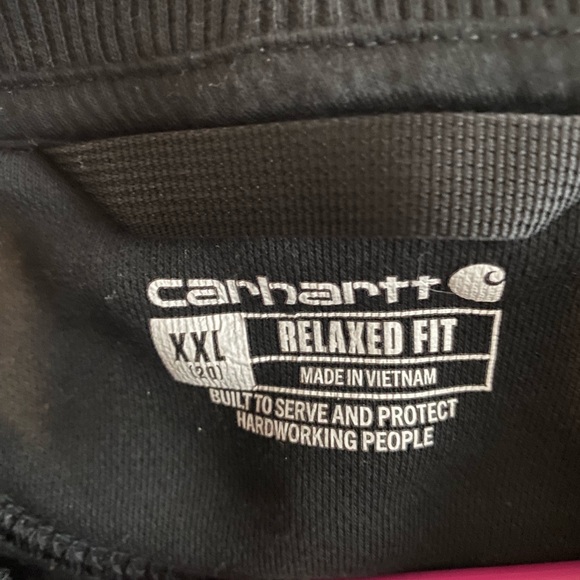 carhartt
XXL
(20)
RELAXED FIT
MADE IN VIETNAM
BUILT TO SERVE AND PROTECT
HARDWORKING PEOPLE